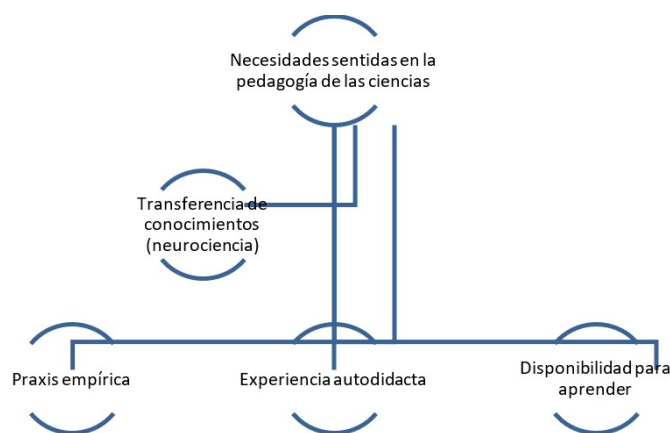 Necesidades sentidas en la
pedagogía de las ciencias
Transferencia de
conocimientos
(neurociencia)
Praxis empírica
Experiencia autodidacta
Disponibilidad para
aprender